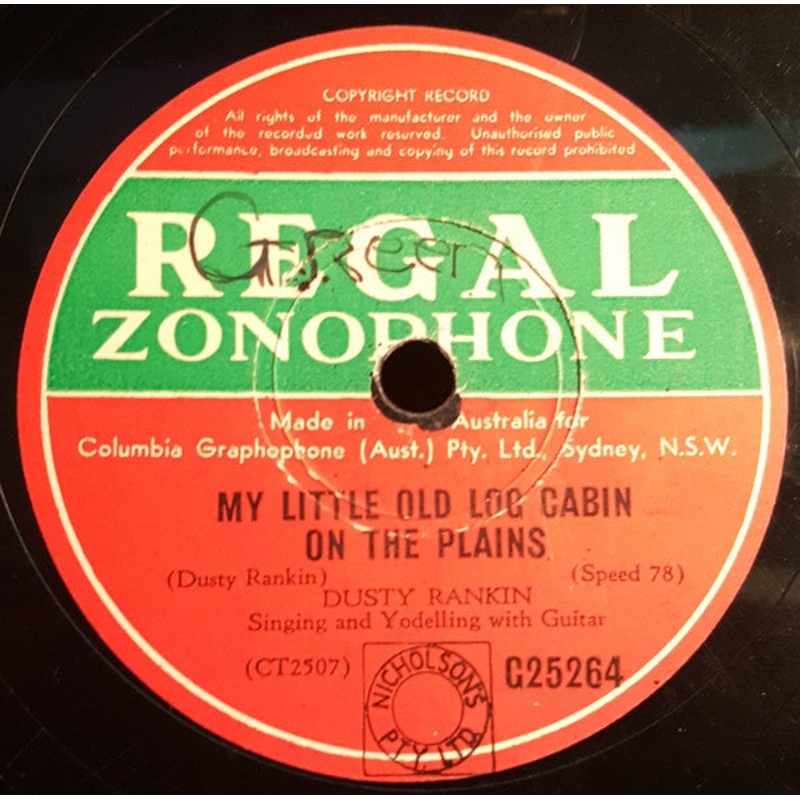 COPYRIGHT RECORD
All rights of the manufacturer and the owner
of the recorded work reserved. Unauthorised public
performance, broadcasting and copying of this record prohibited
REGAL
ZONOPHONE
Made in Australia for
Columbia Graphophone (Aust.) Pty. Ltd., Sydney, N.S.W.
MY LITTLE OLD LOG CABIN
ON THE PLAINS
(Dusty Rankin) (Speed 78)
DUSTY RANKIN
Singing and Yodelling with Guitar
(CT2507) G25264
NICHOLSON'S
PTY. LTD.